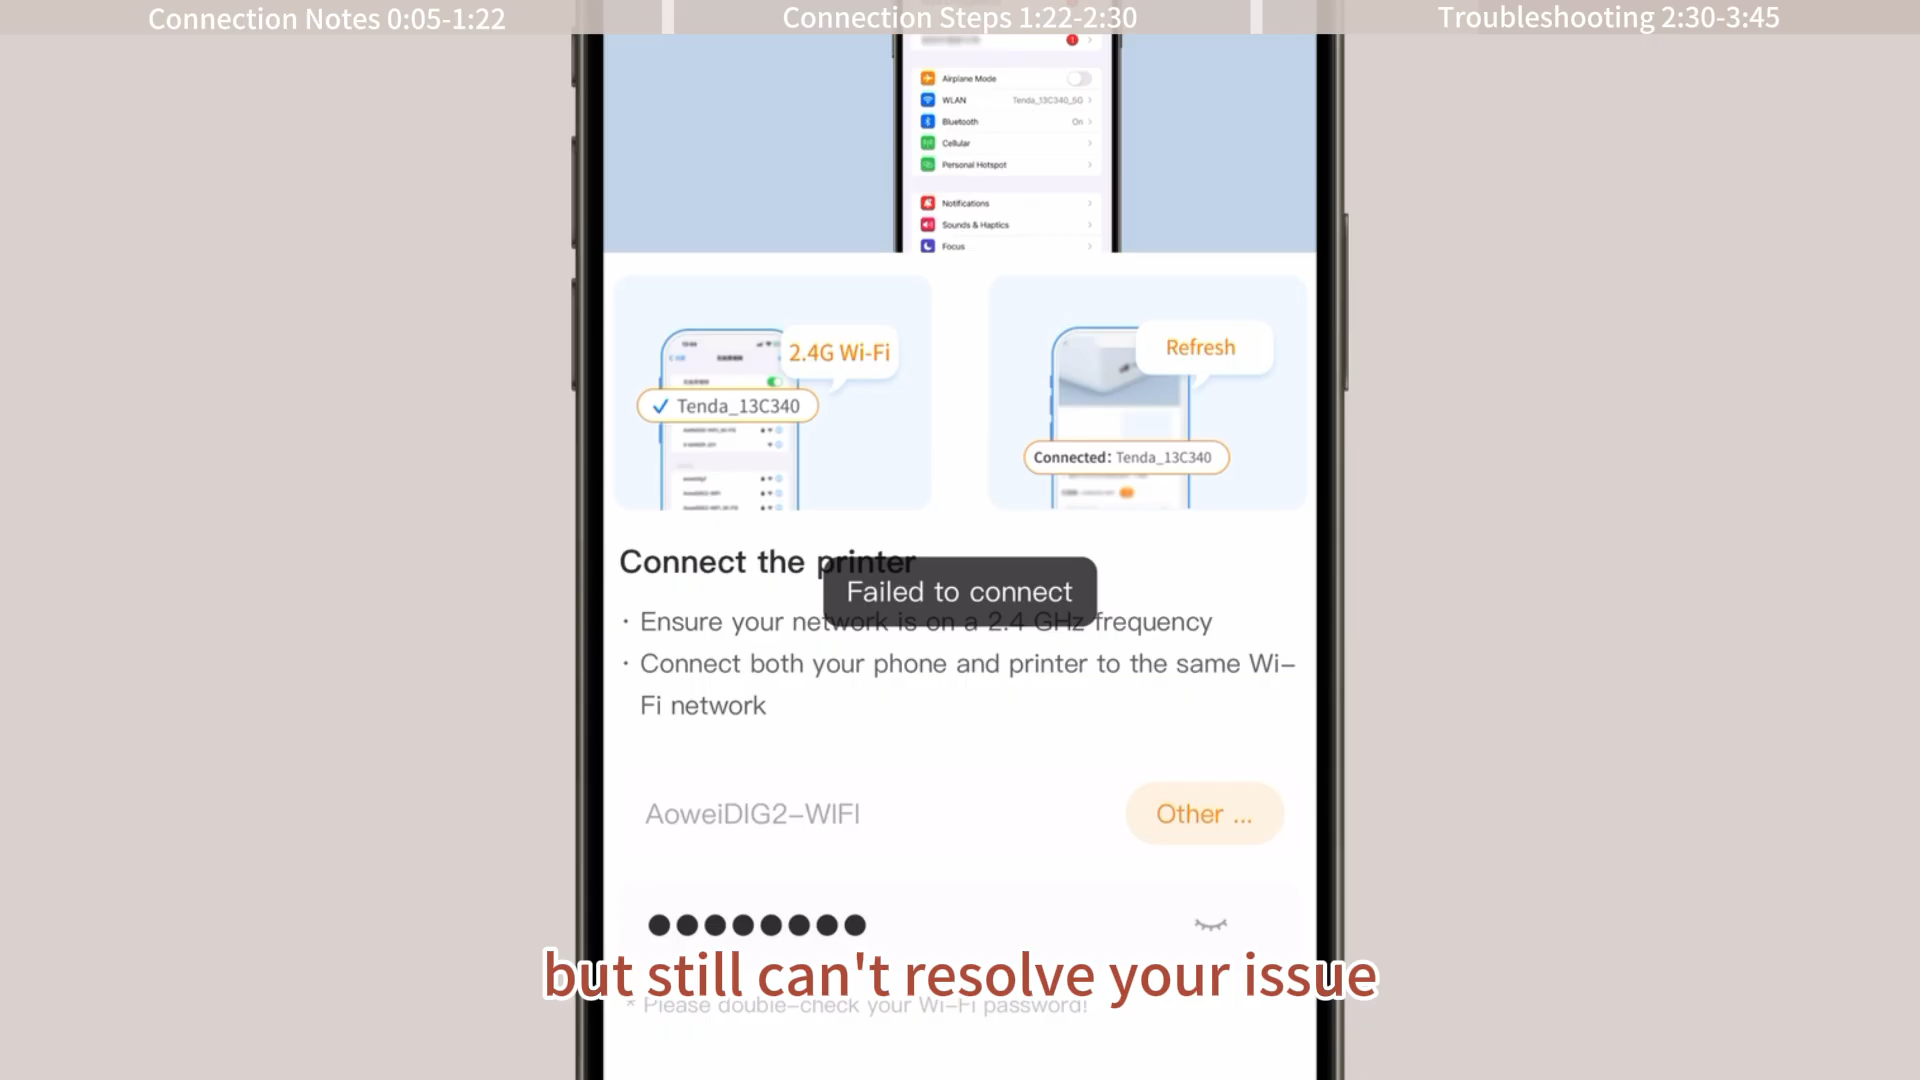 Connection Notes 0:05-1:22
Connection Steps 1:22-2:30
Troubleshooting 2:30-3:45
Airplane Mode
WLAN Tenda_13C340_5G
Bluetooth On
Cellular
Personal Hotspot
Notifications
Sounds & Haptics
Focus
2.4G Wi-Fi
Tenda_13C340
Refresh
Connected: Tenda_13C340
Connect the printer
Failed to connect
· Ensure your network is on a 2.4 GHz frequency
· Connect both your phone and printer to the same Wi-
Fi network
AoweiDIG2-WIFI
Other ...
but still can't resolve your issue
* Please double-check your Wi-Fi password!